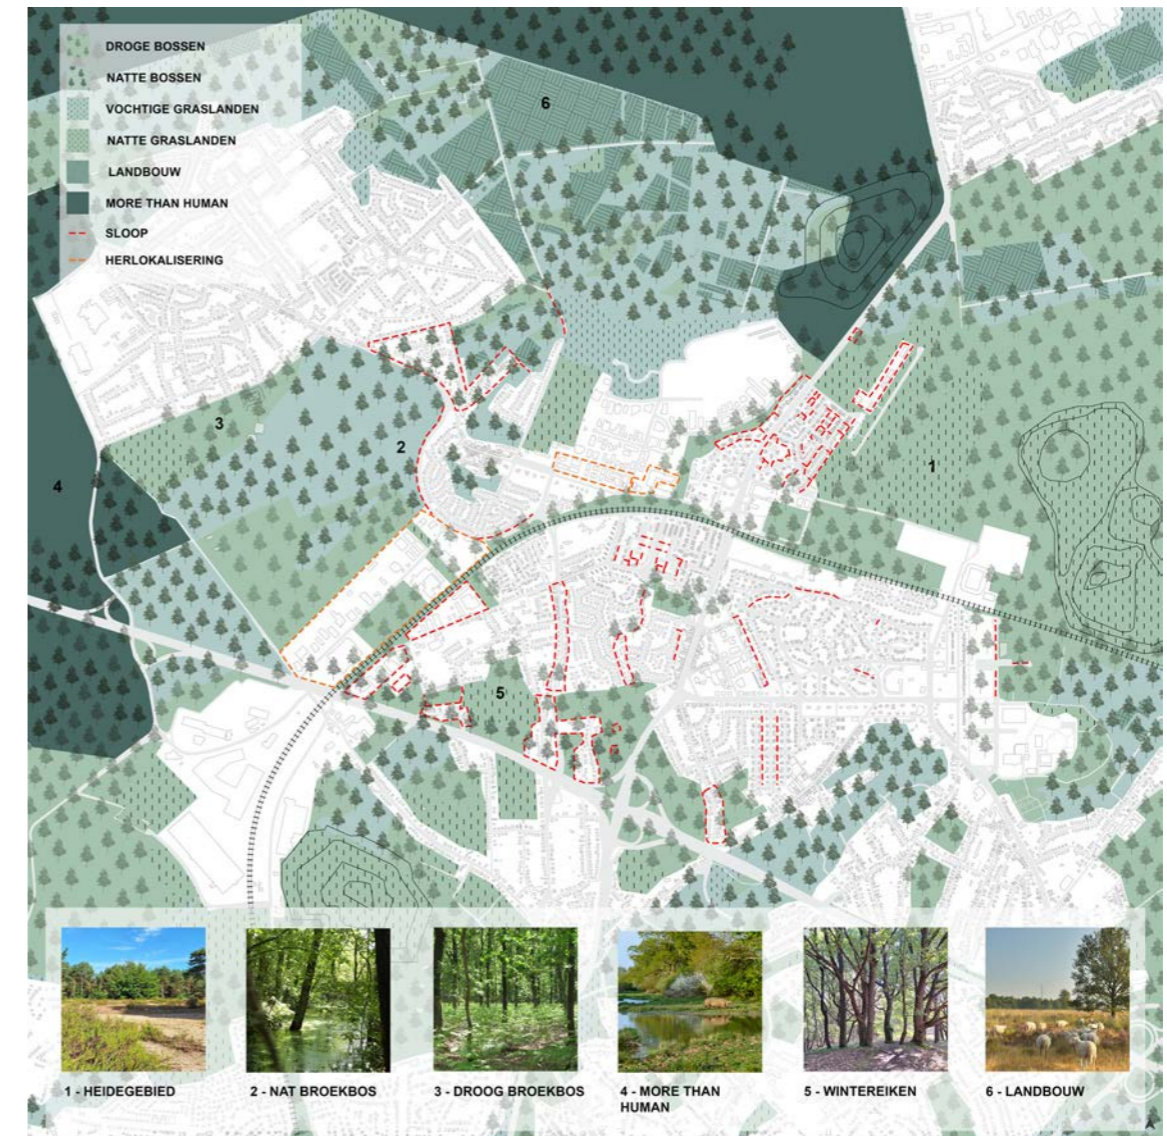 DROGE BOSSEN
NATTE BOSSEN
VOCHTIGE GRASLANDEN
NATTE GRASLANDEN
LANDBOUW
MORE THAN HUMAN
SLOOP
HERLOKALISERING
6
3
2
4
1
5
1 - HEIDEGEBIED
2 - NAT BROEKBOS
3 - DROOG BROEKBOS
4 - MORE THAN
HUMAN
5 - WINTEREIKEN
6 - LANDBOUW